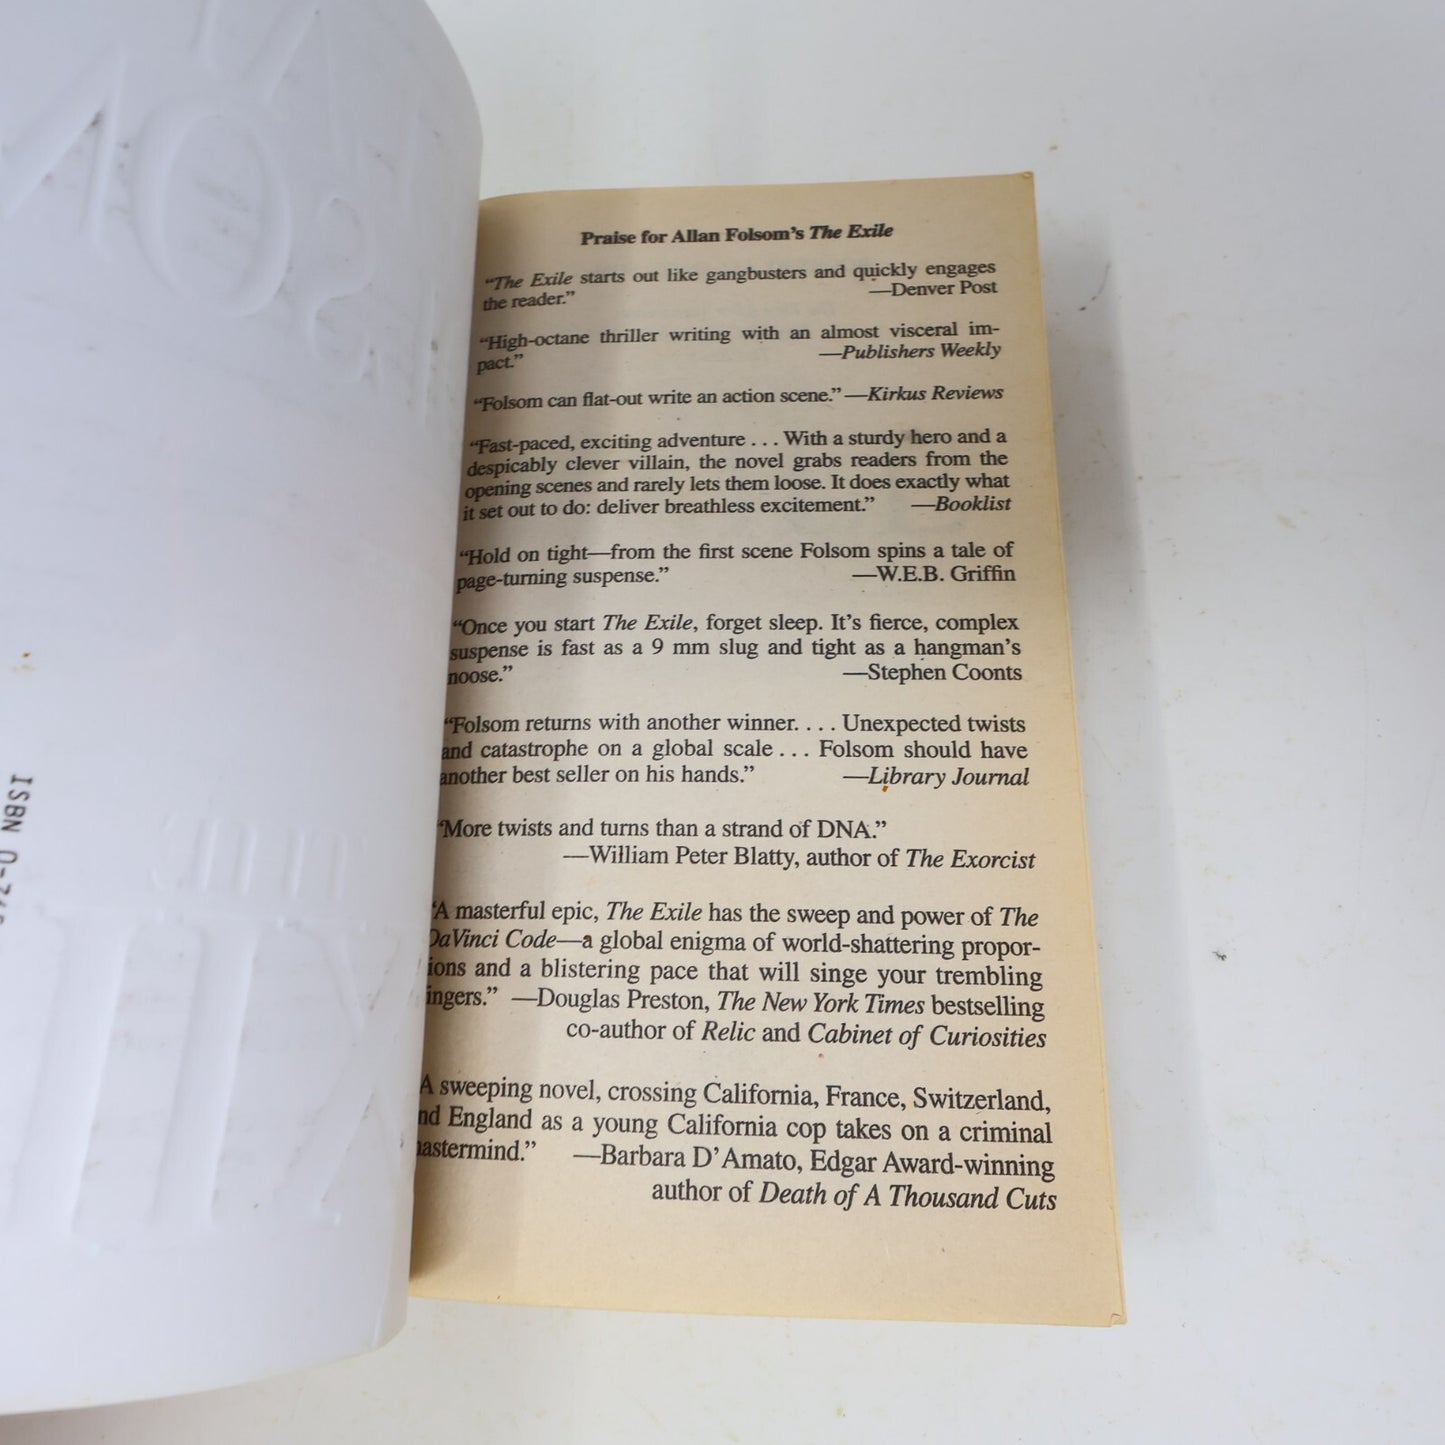 ISBN 0-76
Praise for Allan Folsom's The Exile
“The Exile starts out like gangbusters and quickly engages
the reader.” —Denver Post
“High-octane thriller writing with an almost visceral im-
pact.” —Publishers Weekly
“Folsom can flat-out write an action scene.” —Kirkus Reviews
“Fast-paced, exciting adventure . . . With a sturdy hero and a
despicably clever villain, the novel grabs readers from the
opening scenes and rarely lets them loose. It does exactly what
it set out to do: deliver breathless excitement.” —Booklist
“Hold on tight—from the first scene Folsom spins a tale of
page-turning suspense.” —W.E.B. Griffin
“Once you start The Exile, forget sleep. It's fierce, complex
suspense is fast as a 9 mm slug and tight as a hangman's
noose.” —Stephen Coonts
“Folsom returns with another winner. . . . Unexpected twists
and catastrophe on a global scale . . . Folsom should have
another best seller on his hands.” —Library Journal
“More twists and turns than a strand of DNA.”
—William Peter Blatty, author of The Exorcist
“A masterful epic, The Exile has the sweep and power of The
DaVinci Code—a global enigma of world-shattering propor-
ions and a blistering pace that will singe your trembling
ingers.” —Douglas Preston, The New York Times bestselling
co-author of Relic and Cabinet of Curiosities
A sweeping novel, crossing California, France, Switzerland,
nd England as a young California cop takes on a criminal
astermind.” —Barbara D'Amato, Edgar Award-winning
author of Death of A Thousand Cuts